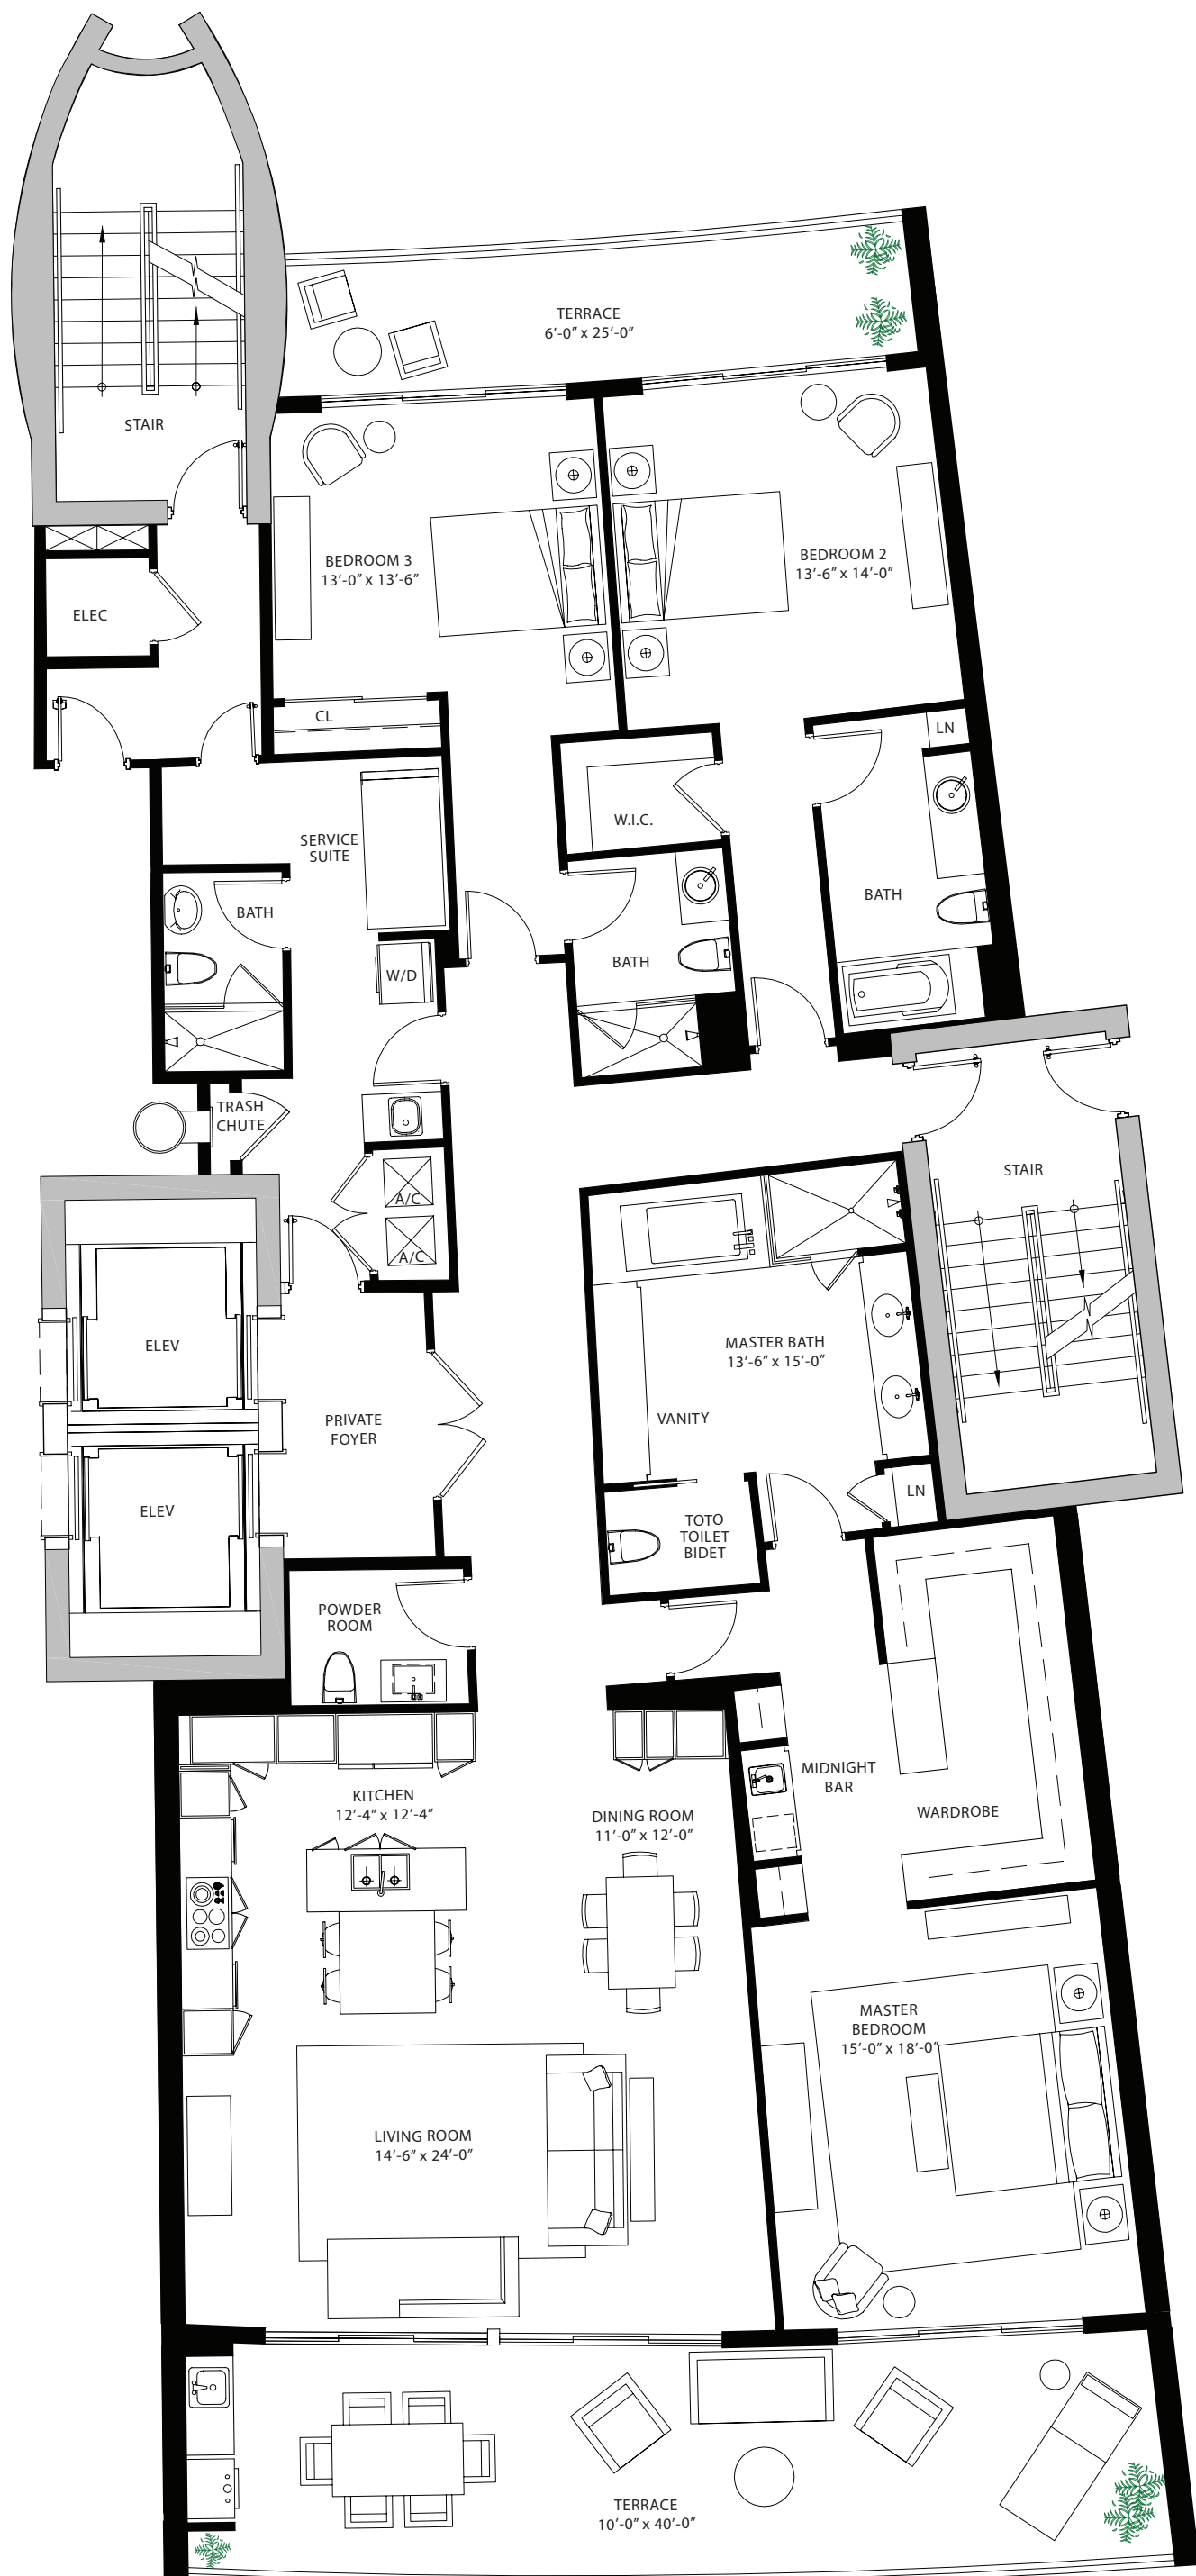 TERRACE
6’-0” x 25’-0”
STAIR
BEDROOM 3
13’-0” x 13’-6”
BEDROOM 2
13’-6” x 14’-0”
ELEC
CL
LN
W.I.C.
SERVICE
SUITE
BATH
BATH
BATH
W/D
TRASH
CHUTE
STAIR
A/C
A/C
ELEV
MASTER BATH
13’-6” x 15’-0”
PRIVATE
FOYER
VANITY
ELEV
LN
TOTO
TOILET
BIDET
POWDER
ROOM
MIDNIGHT
BAR
KITCHEN
12’-4” x 12’-4”
DINING ROOM
11’-0” x 12’-0”
WARDROBE
MASTER
BEDROOM
15’-0” x 18’-0”
LIVING ROOM
14’-6” x 24’-0”
TERRACE
10’-0” x 40’-0”